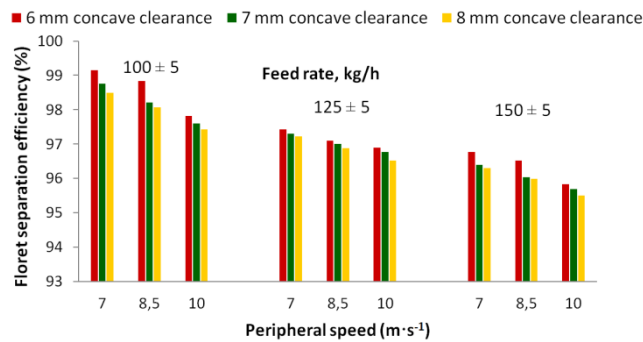 6 mm concave clearance 7 mm concave clearance 8 mm concave clearance
Floret separation efficiency (%)
100
99
98
97
96
95
94
93
100 ± 5
Feed rate, kg/h
125 ± 5
150 ± 5
7 8,5 10 7 8,5 10 7 8,5 10
Peripheral speed (m·s⁻¹)